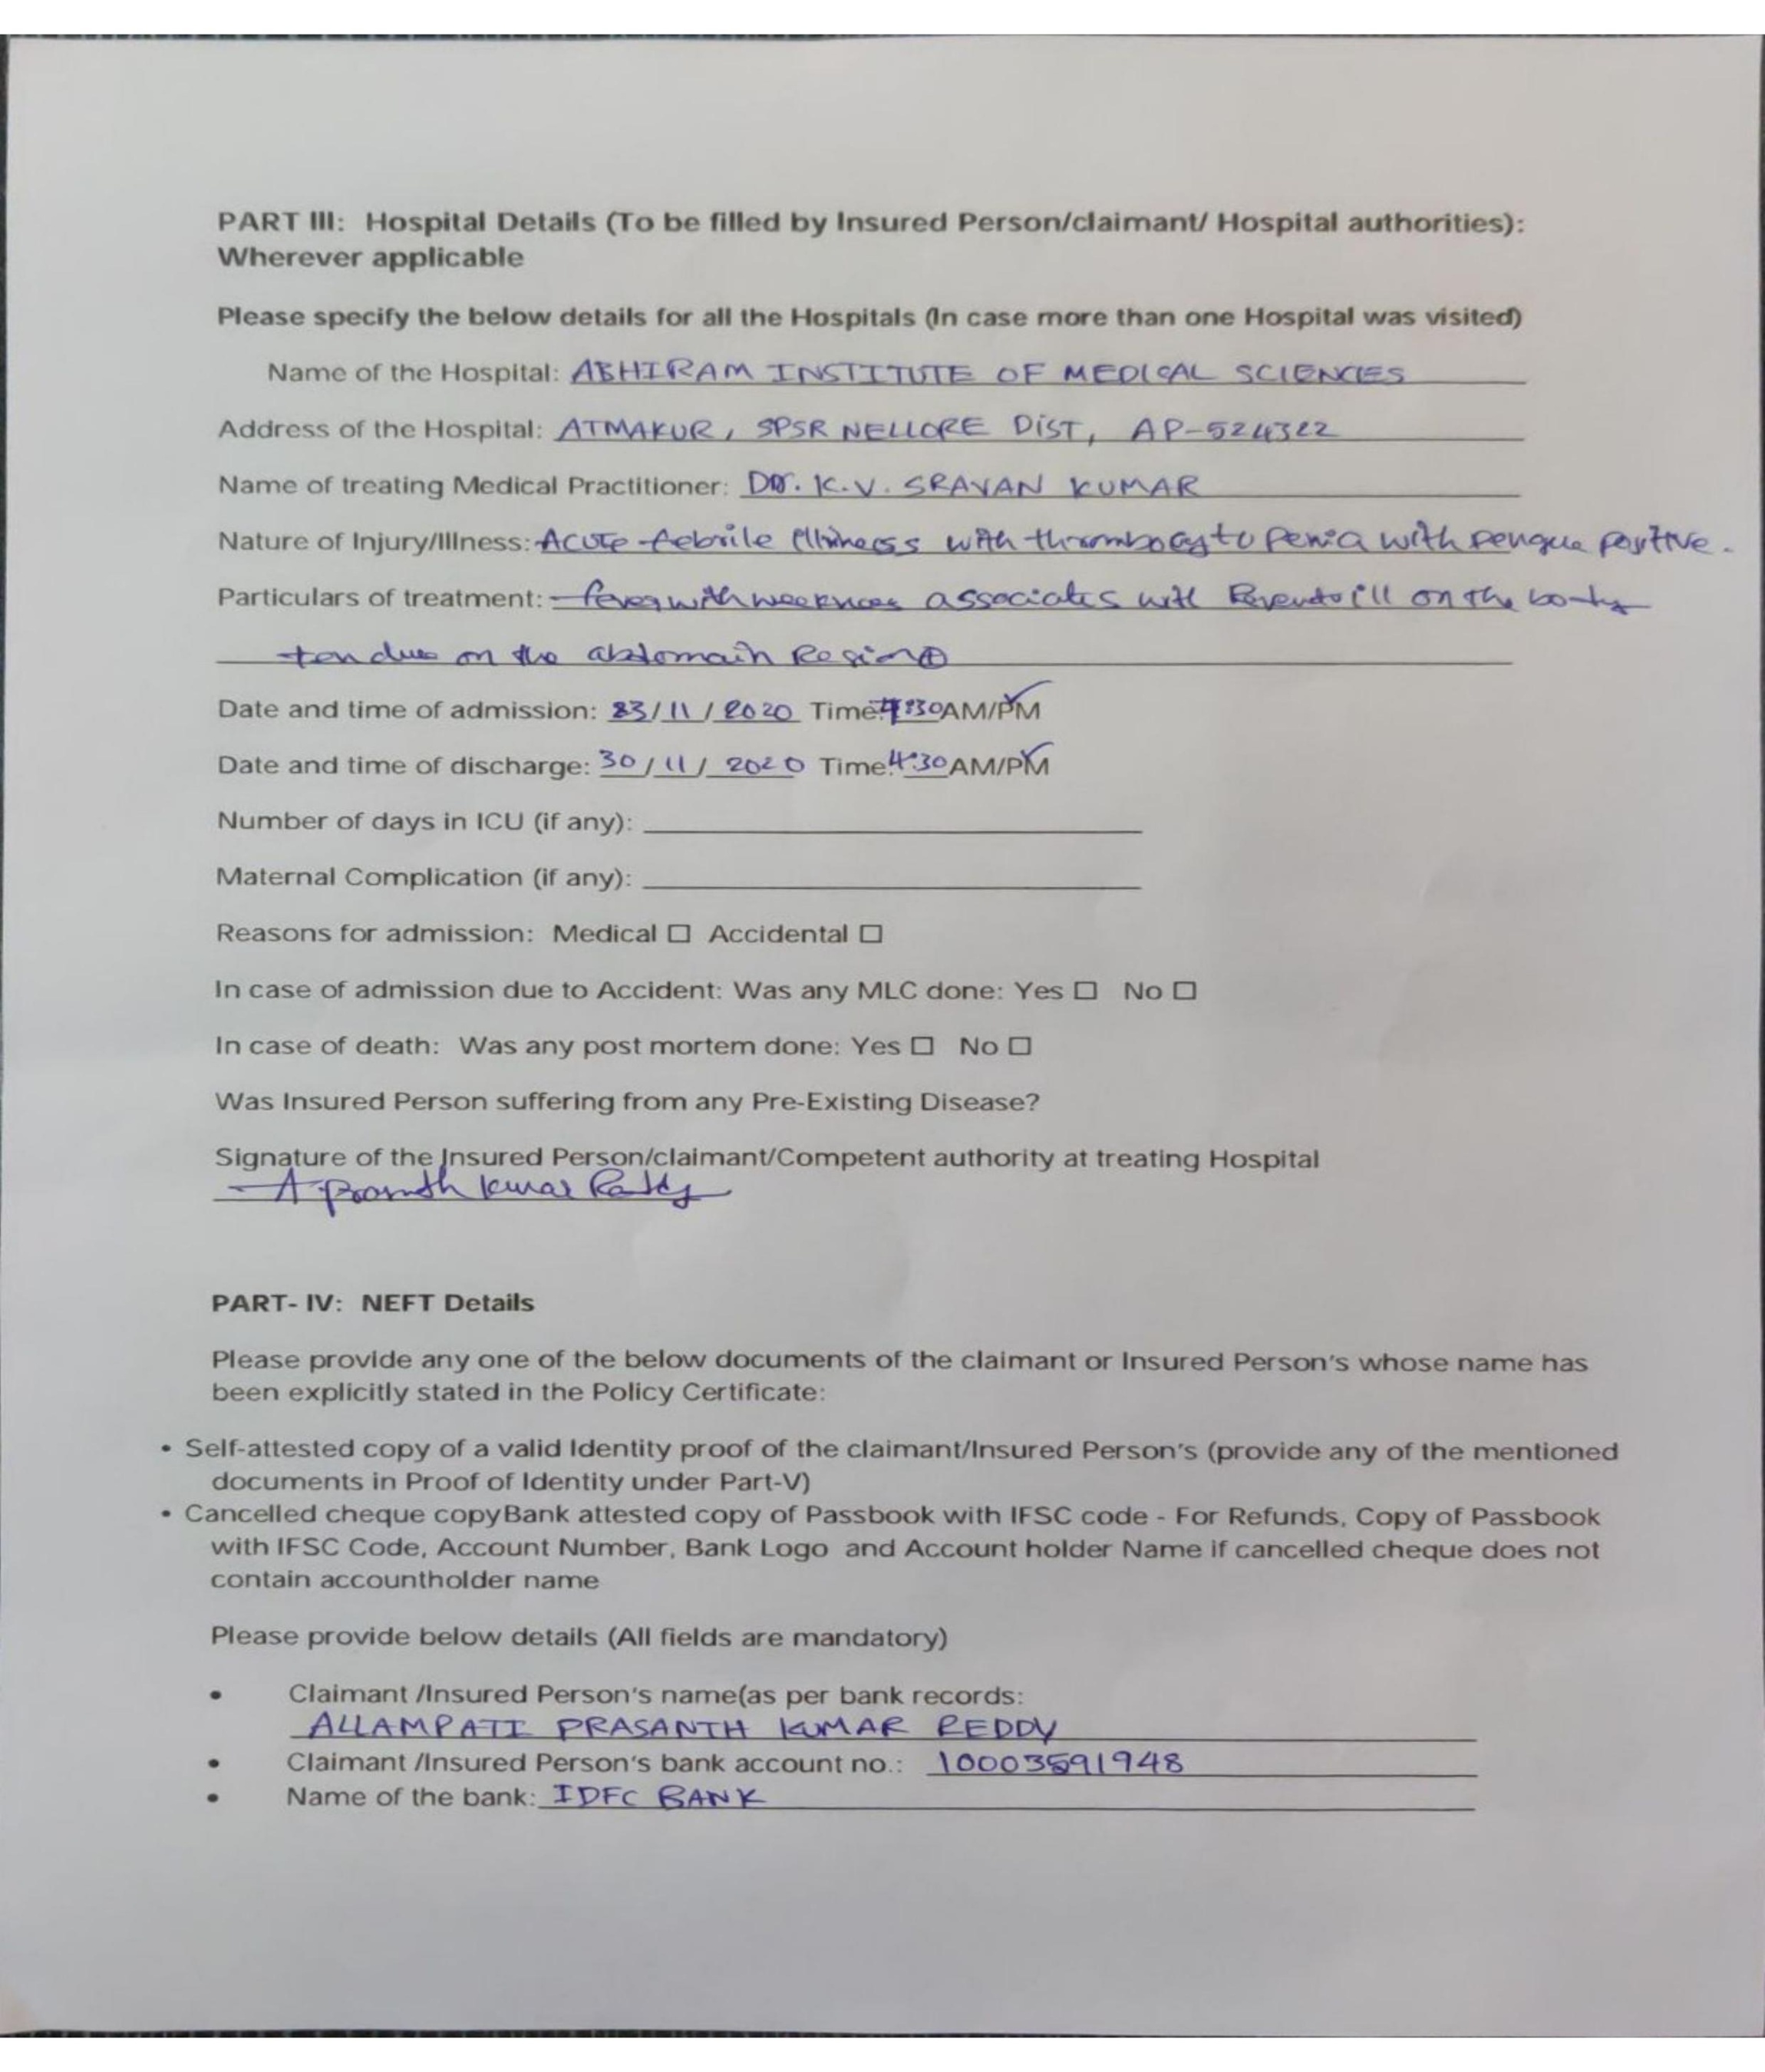 PART III: Hospital Details (To be filled by Insured Person/claimant/ Hospital authorities):
Wherever applicable
Please specify the below details for all the Hospitals (In case more than one Hospital was visited)
Name of the Hospital: ABHIRAM INSTITUTE OF MEDICAL SCIENCES
Address of the Hospital: ATMAKUR, SPSR NELLORE DIST, AP-524322
Name of treating Medical Practitioner: DR. K.V. SRAVAN KUMAR
Nature of Injury/Illness: Acute febrile with thrombocytopenia with Dengue
Particulars of treatment: fever with associates with on the body
on the Region
Date and time of admission: 23/11/2020 Time: 4:30 AM/PM
Date and time of discharge: 30/11/2020 Time: 4:30 AM/PM
Number of days in ICU (if any):
Maternal Complication (if any):
Reasons for admission: Medical ☐ Accidental ☐
In case of admission due to Accident: Was any MLC done: Yes ☐ No ☐
In case of death: Was any post mortem done: Yes ☐ No ☐
Was Insured Person suffering from any Pre-Existing Disease?
Signature of the Insured Person/claimant/Competent authority at treating Hospital
A kumar Reddy
PART- IV: NEFT Details
Please provide any one of the below documents of the claimant or Insured Person's whose name has
been explicitly stated in the Policy Certificate:
• Self-attested copy of a valid Identity proof of the claimant/Insured Person's (provide any of the mentioned
documents in Proof of Identity under Part-V)
• Cancelled cheque copyBank attested copy of Passbook with IFSC code - For Refunds, Copy of Passbook
with IFSC Code, Account Number, Bank Logo and Account holder Name if cancelled cheque does not
contain accountholder name
Please provide below details (All fields are mandatory)
• Claimant /Insured Person's name(as per bank records:
ALLAMPATI PRASANTH KUMAR REDDY
• Claimant /Insured Person's bank account no.: 10003591948
• Name of the bank: IDFC BANK